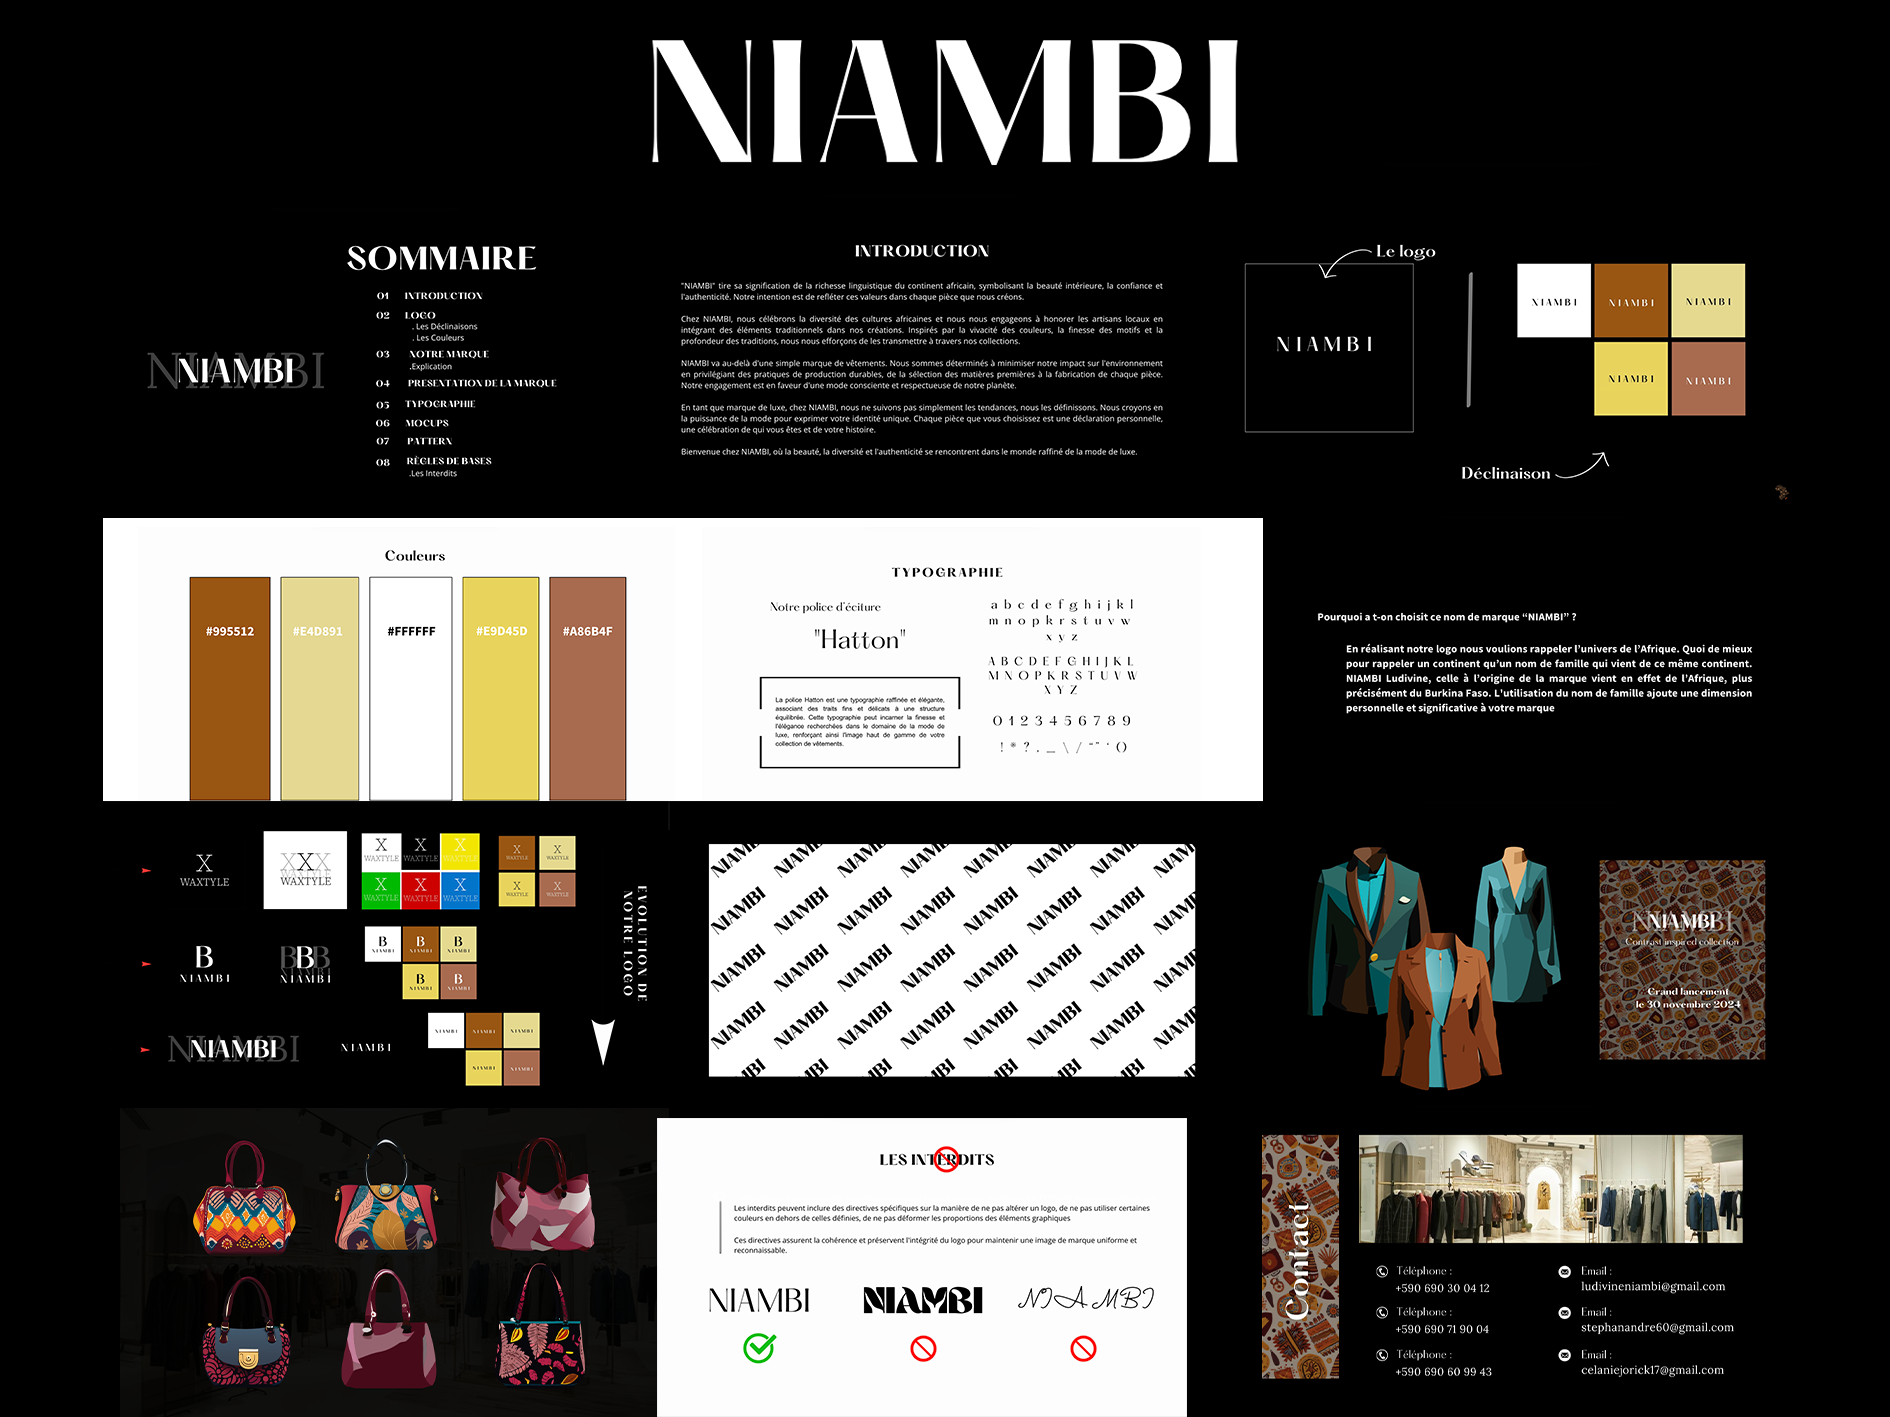 NIAMBI
SOMMAIRE
01 INTRODUCTION
02 LOGO
. Les Déclinaisons
. Les Couleurs
03 NOTRE MARQUE
.Explication
04 PRESENTATION DE LA MARQUE
05 TYPOGRAPHIE
06 MOCUPS
07 PATTERN
08 RÈGLES DE BASES
.Les Interdits
NIAMBI
NIAMBI
INTRODUCTION
"NIAMBI" tire sa signification de la richesse linguistique du continent africain, symbolisant la beauté intérieure, la confiance et
l'authenticité. Notre intention est de refléter ces valeurs dans chaque pièce que nous créons.
Chez NIAMBI, nous célébrons la diversité des cultures africaines et nous nous engageons à honorer les artisans locaux en
intégrant des éléments traditionnels dans nos créations. Inspirés par la vivacité des couleurs, la finesse des motifs et la
profondeur des traditions, nous nous efforçons de les transmettre à travers nos collections.
NIAMBI va au-delà d'une simple marque de vêtements. Nous sommes déterminés à minimiser notre impact sur l'environnement
en privilégiant des pratiques de production durables, de la sélection des matières premières à la fabrication de chaque pièce.
Notre engagement est en faveur d'une mode consciente et respectueuse de notre planète.
En tant que marque de luxe, chez NIAMBI, nous ne suivons pas simplement les tendances, nous les définissons. Nous croyons en
la puissance de la mode pour exprimer votre identité unique. Chaque pièce que vous choisissez est une déclaration personnelle,
une célébration de qui vous êtes et de votre histoire.
Bienvenue chez NIAMBI, où la beauté, la diversité et l'authenticité se rencontrent dans le monde raffiné de la mode de luxe.
Le logo
NIAMBI
NIAMBI NIAMBI NIAMBI
NIAMBI NIAMBI
Déclinaison
Couleurs
#995512 #E4D891 #FFFFFF #E9D45D #A86B4F
TYPOGRAPHIE
Notre police d'éciture
"Hatton"
La police Hatton est une typographie raffinée et élégante,
associant des traits fins et délicats à une structure
équilibrée. Cette typographie peut incarner la finesse et
l'élégance recherchées dans le domaine de la mode de
luxe, renforçant ainsi l'image haut de gamme de votre
collection de vêtements.
a b c d e f g h i j k l
m n o p k r s t u v w
x y z
A B C D E F G H I J K L
M N O P K R S T U V W
X Y Z
0 1 2 3 4 5 6 7 8 9
Pourquoi a t-on choisit ce nom de marque “NIAMBI” ?
En réalisant notre logo nous voulions rappeler l’univers de l’Afrique. Quoi de mieux
pour rappeler un continent qu’un nom de famille qui vient de ce même continent.
NIAMBI Ludivine, celle à l’origine de la marque vient en effet de l’Afrique, plus
précisément du Burkina Faso. L'utilisation du nom de famille ajoute une dimension
personnelle et significative à votre marque
X
WAXTYLE
XXX
WAXTYLE
X X X
WAXTYLE WAXTYLE WAXTYLE
X X X
WAXTYLE WAXTYLE WAXTYLE
X X
WAXTYLE WAXTYLE
X X
WAXTYLE WAXTYLE
B
NIAMBI
BBB
NIAMBI
B B B
NIAMBI NIAMBI NIAMBI
B B
NIAMBI NIAMBI
NIAMBI
NIAMBI
NIAMBI
NIAMBI NIAMBI NIAMBI
NIAMBI NIAMBI
EVOLUTION DE
NOTRE LOGO
NIAMBI NIAMBI NIAMBI NIAMBI NIAMBI NIAMBI NIAMBI NIAMBI
NIAMBI NIAMBI NIAMBI NIAMBI NIAMBI NIAMBI NIAMBI NIAMBI
NIAMBI NIAMBI NIAMBI NIAMBI NIAMBI NIAMBI NIAMBI NIAMBI
NIAMBI NIAMBI NIAMBI NIAMBI NIAMBI NIAMBI NIAMBI NIAMBI
NIAMBI
NIAMBI
Contrast inspired collection
Grand lancement
le 30 novembre 2024
LES INTERDITS
Les interdits peuvent inclure des directives spécifiques sur la manière de ne pas altérer un logo, de ne pas utiliser certaines
couleurs en dehors de celles définies, de ne pas déformer les proportions des éléments graphiques
Ces directives assurent la cohérence et préservent l'intégrité du logo pour maintenir une image de marque uniforme et
reconnaissable.
NIAMBI NIAMBI NIAMBI
Contact
Téléphone :
+590 690 30 04 12
Email :
ludivineniambi@gmail.com
Téléphone :
+590 690 71 90 04
Email :
stephanandre60@gmail.com
Téléphone :
+590 690 60 99 43
Email :
celaniejorick17@gmail.com